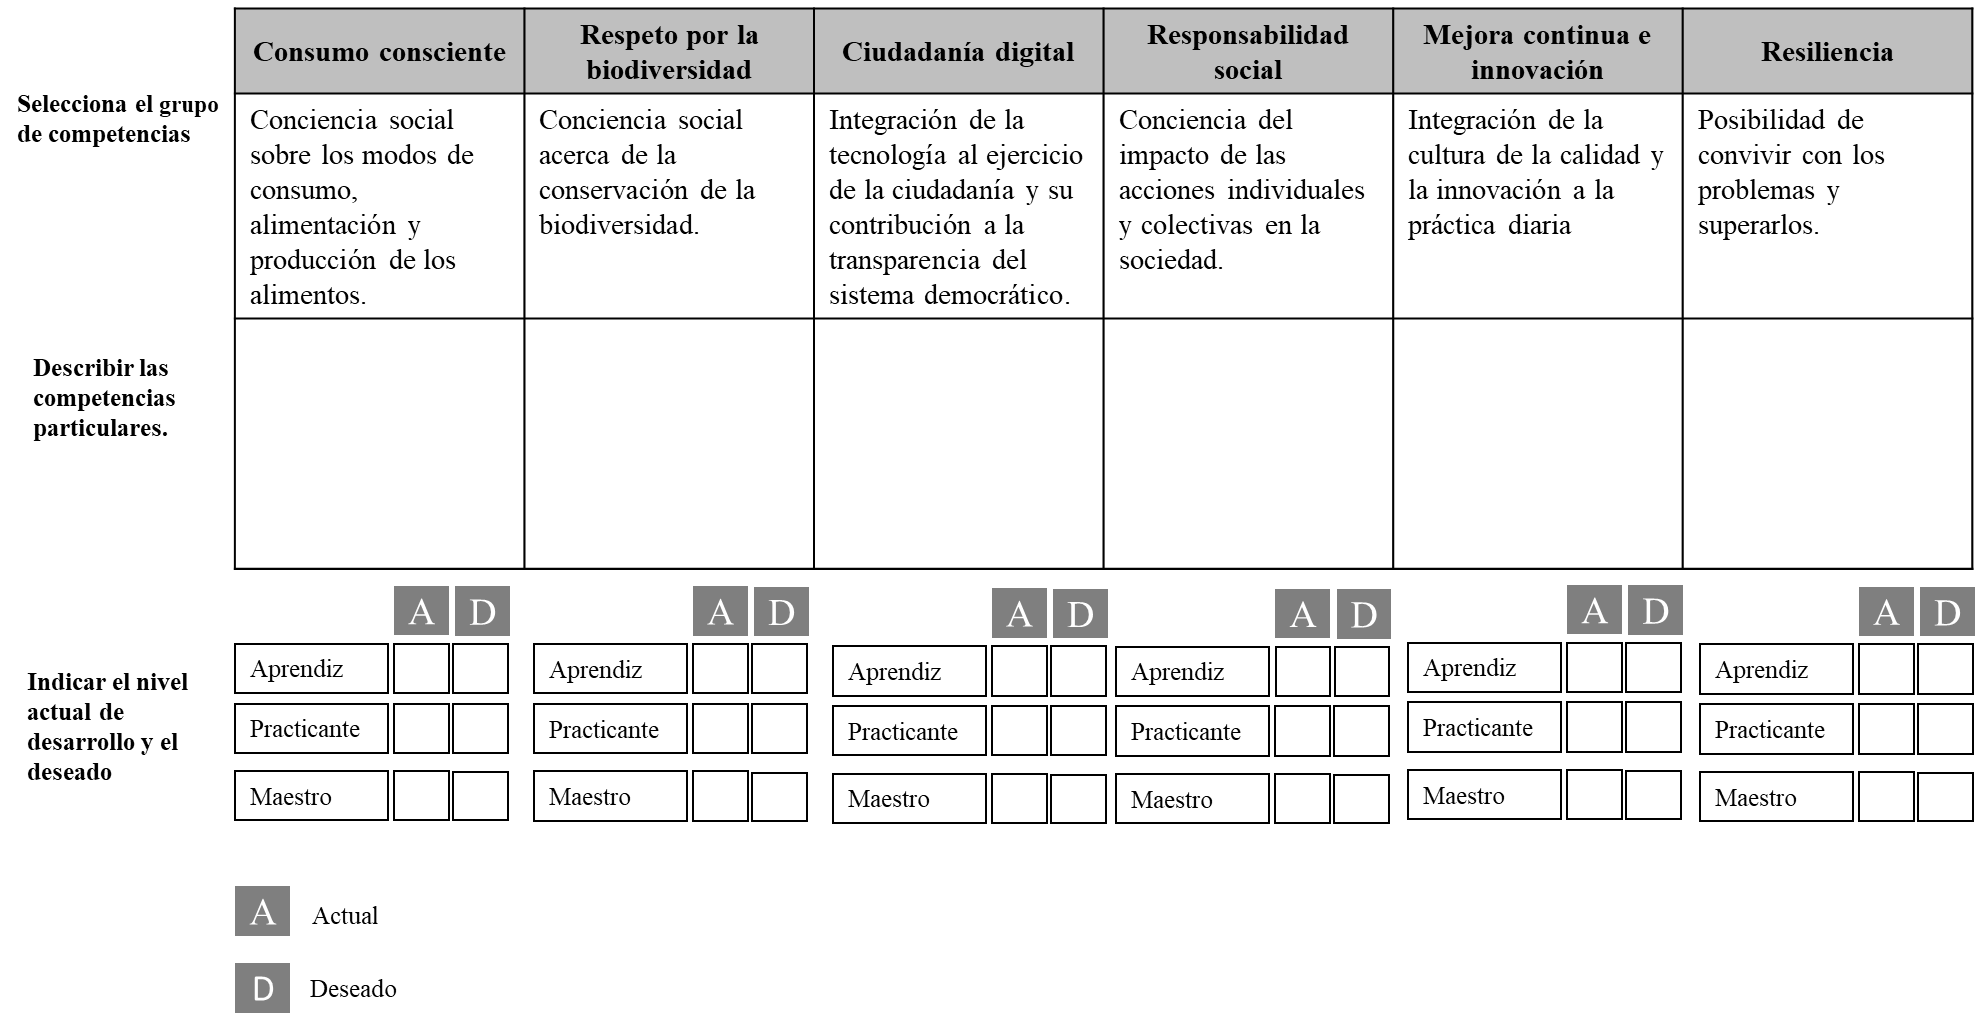 Selecciona el grupo
de competencias
Consumo consciente
Respeto por la
biodiversidad
Ciudadanía digital
Responsabilidad
social
Mejora continua e
innovación
Resiliencia
Conciencia social
sobre los modos de
consumo,
alimentación y
producción de los
alimentos.
Conciencia social
acerca de la
conservación de la
biodiversidad.
Integración de la
tecnología al ejercicio
de la ciudadanía y su
contribución a la
transparencia del
sistema democrático.
Conciencia del
impacto de las
acciones individuales
y colectivas en la
sociedad.
Integración de la
cultura de la calidad y
la innovación a la
práctica diaria
Posibilidad de
convivir con los
problemas y
superarlos.
Describir las
competencias
particulares.
Indicar el nivel
actual de
desarrollo y el
deseado
A D
Aprendiz
Practicante
Maestro
A D
Aprendiz
Practicante
Maestro
A D
Aprendiz
Practicante
Maestro
A D
Aprendiz
Practicante
Maestro
A D
Aprendiz
Practicante
Maestro
A D
Aprendiz
Practicante
Maestro
A Actual
D Deseado